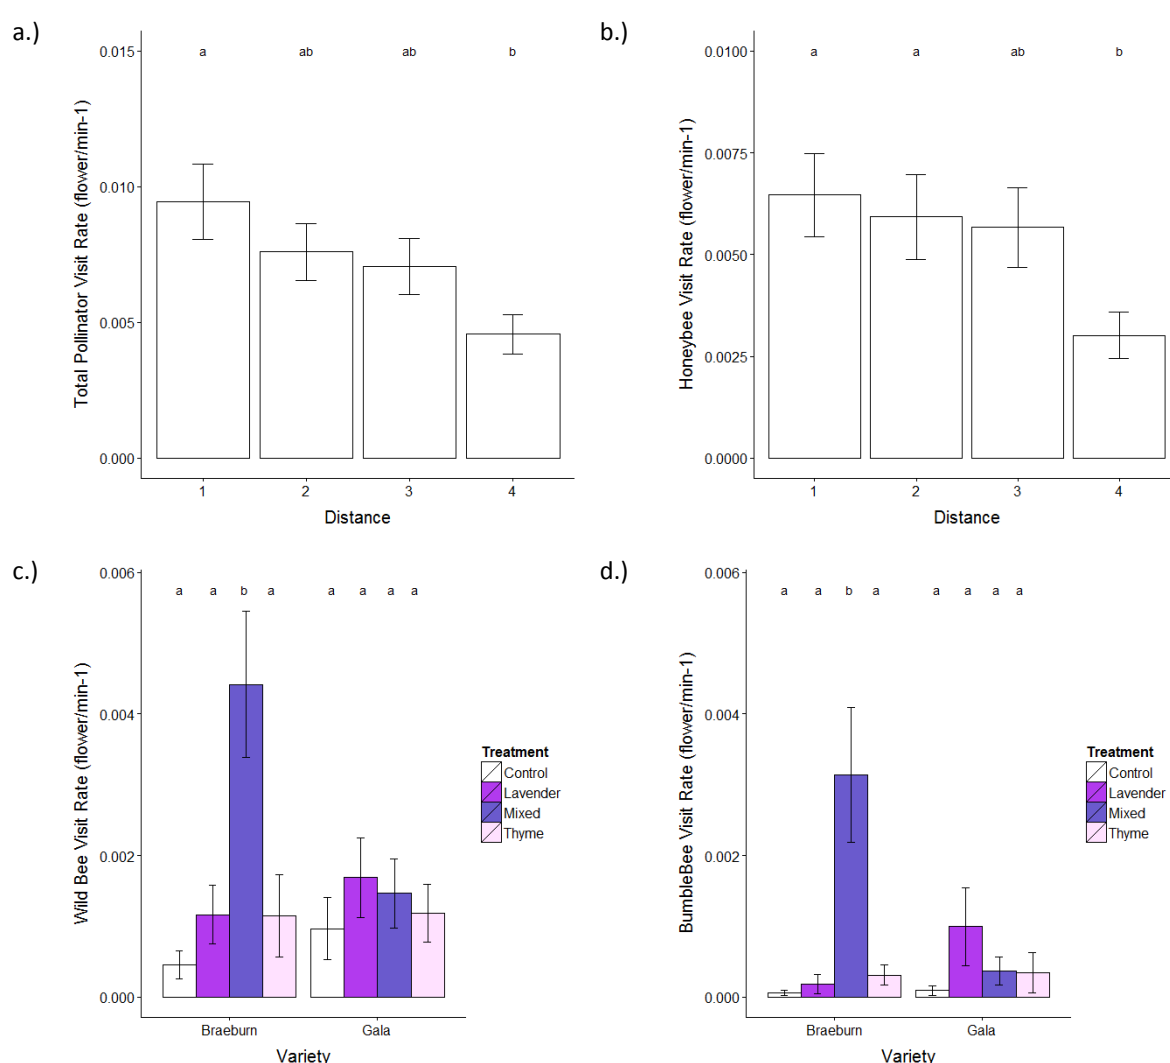 a.)
Total Pollinator Visit Rate (flower/min-1)
0.015
0.010
0.005
0.000
a ab ab b
1 2 3 4
Distance
b.)
Honeybee Visit Rate (flower/min-1)
0.0100
0.0075
0.0050
0.0025
0.0000
a a ab b
1 2 3 4
Distance
c.)
Wild Bee Visit Rate (flower/min-1)
0.006
0.004
0.002
0.000
a a b a a a a a
Braeburn Gala
Variety
Treatment
Control
Lavender
Mixed
Thyme
d.)
BumbleBee Visit Rate (flower/min-1)
0.006
0.004
0.002
0.000
a a b a a a a a
Braeburn Gala
Variety
Treatment
Control
Lavender
Mixed
Thyme